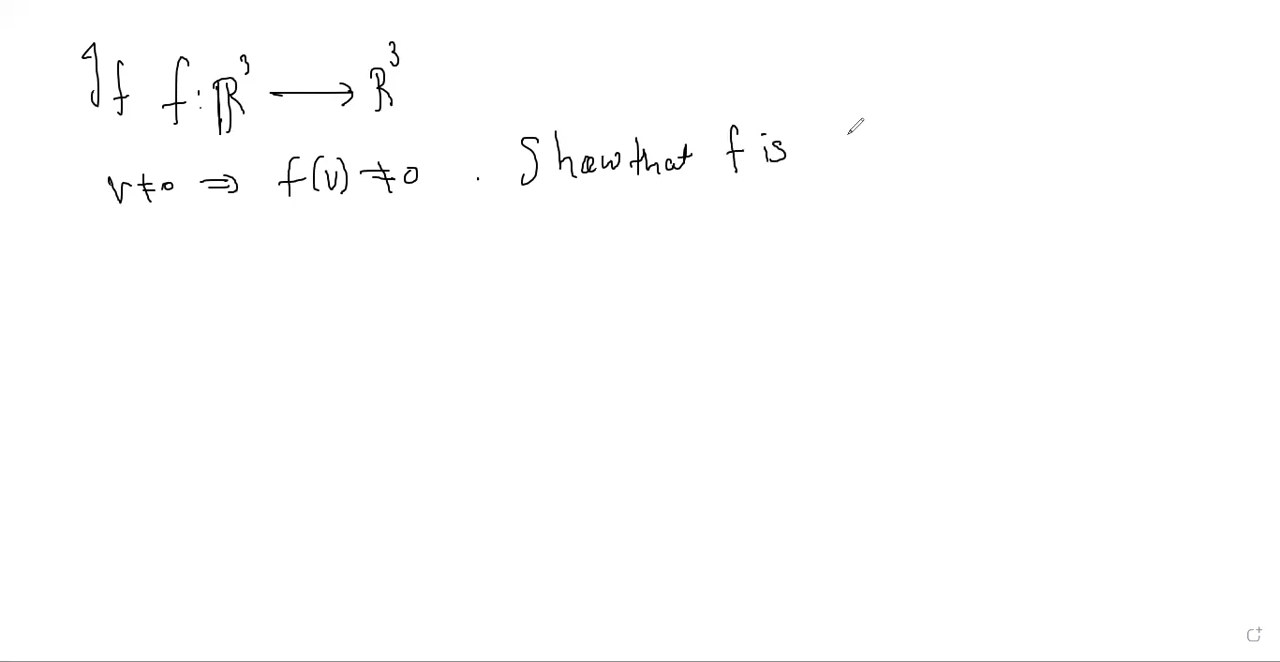 If f: ℝ³ ⟶ ℝ³
v≠0 ⇒ f(v) ≠ 0 . Show that f is